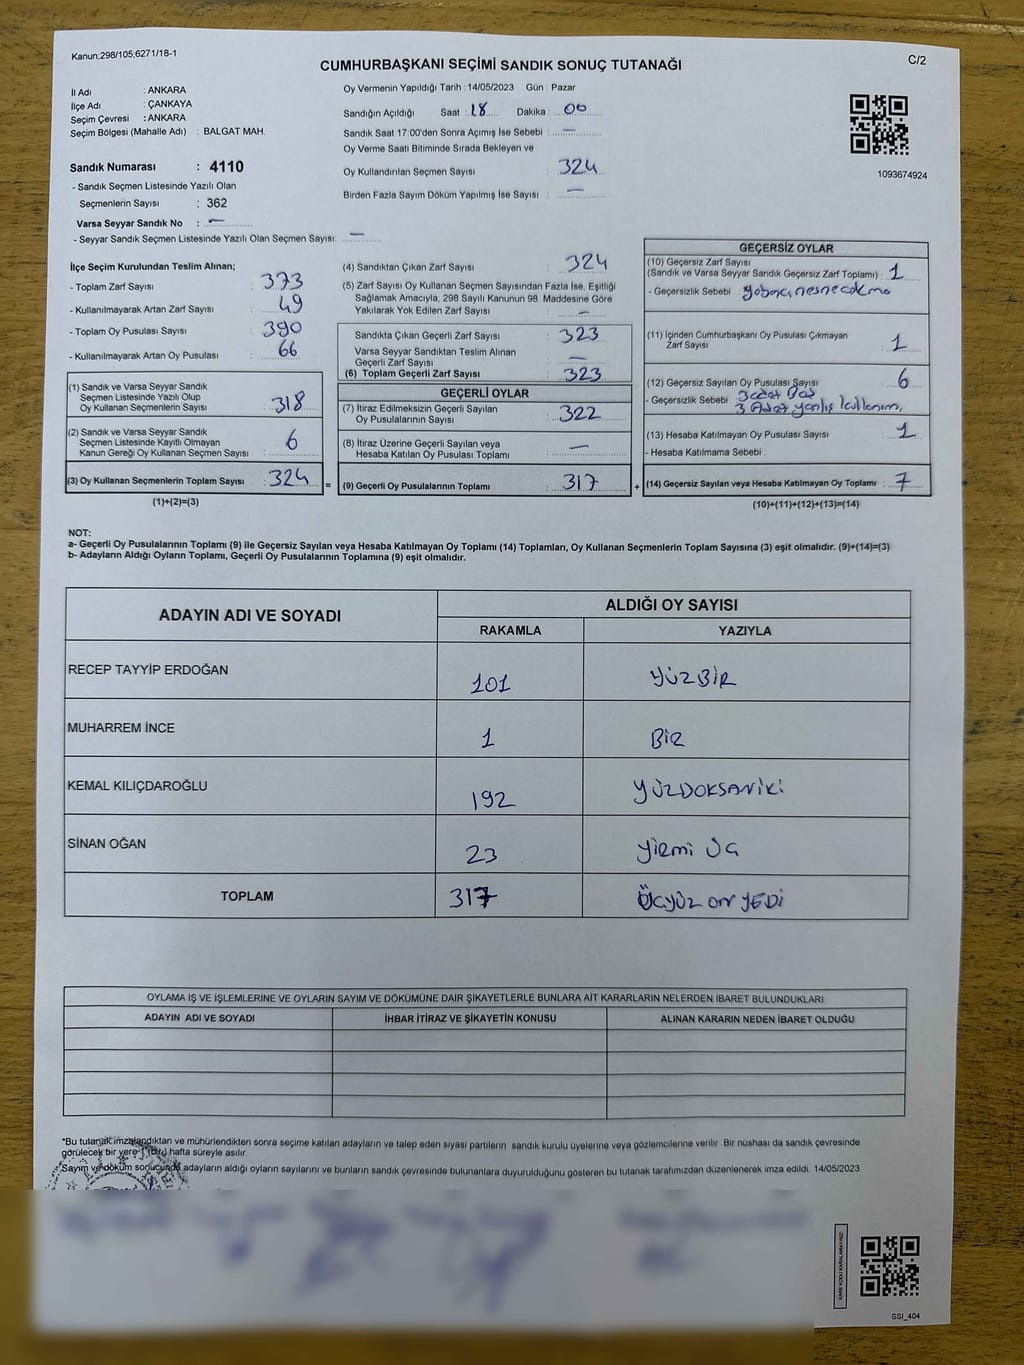 Kanun;298/105,6271/18-1
CUMHURBAŞKANI SEÇİMİ SANDIK SONUÇ TUTANAĞI
C/2
İl Adı : ANKARA
İlçe Adı : ÇANKAYA
Seçim Çevresi : ANKARA
Seçim Bölgesi (Mahalle Adı) : BALGAT MAH.
Sandık Numarası : 4110
- Sandık Seçmen Listesinde Yazılı Olan
Seçmenlerin Sayısı : 362
Varsa Seyyar Sandık No : —
- Seyyar Sandık Seçmen Listesinde Yazılı Olan Seçmen Sayısı: —
Oy Vermenin Yapıldığı Tarih : 14/05/2023 Gün : Pazar
Sandığın Açıldığı Saat : 18 Dakika : 00
Sandık Saat 17:00'den Sonra Açımış İse Sebebi : —
Oy Verme Saati Bitiminde Sırada Bekleyen ve
Oy Kullandırılan Seçmen Sayısı : 324
Birden Fazla Sayım Döküm Yapılmış İse Sayısı : —
1093674924
İlçe Seçim Kurulundan Teslim Alınan;
- Toplam Zarf Sayısı : 373
- Kullanılmayarak Artan Zarf Sayısı : 49
- Toplam Oy Pusulası Sayısı : 390
- Kullanılmayarak Artan Oy Pusulası : 66
(1) Sandık ve Varsa Seyyar Sandık
Seçmen Listesinde Yazılı Olup
Oy Kullanan Seçmenlerin Sayısı : 318
(2) Sandık ve Varsa Seyyar Sandık
Seçmen Listesinde Kayıtlı Olmayan
Kanun Gereği Oy Kullanan Seçmen Sayısı : 6
(3) Oy Kullanan Seçmenlerin Toplam Sayısı : 324
(1)+(2)=(3)
(4) Sandıktan Çıkan Zarf Sayısı : 324
(5) Zarf Sayısı Oy Kullanan Seçmen Sayısından Fazla İse, Eşitliği
Sağlamak Amacıyla, 298 Sayılı Kanunun 98. Maddesine Göre
Yakılarak Yok Edilen Zarf Sayısı : —
Sandıkta Çıkan Geçerli Zarf Sayısı : 323
Varsa Seyyar Sandıktan Teslim Alınan
Geçerli Zarf Sayısı : —
(6) Toplam Geçerli Zarf Sayısı : 323
GEÇERLİ OYLAR
(7) İtiraz Edilmeksizin Geçerli Sayılan
Oy Pusulalarının Sayısı : 322
(8) İtiraz Üzerine Geçerli Sayılan veya
Hesaba Katılan Oy Pusulası Toplamı : —
= (9) Geçerli Oy Pusulalarının Toplamı : 317
GEÇERSİZ OYLAR
(10) Geçersiz Zarf Sayısı
(Sandık ve Varsa Seyyar Sandık Geçersiz Zarf Toplamı) : 1
- Geçersizlik Sebebi : yabancı nesne
(11) İçinden Cumhurbaşkanı Oy Pusulası Çıkmayan
Zarf Sayısı : 1
(12) Geçersiz Sayılan Oy Pusulası Sayısı : 6
- Geçersizlik Sebebi : 3 adet Boş
3 Adet yanlış kullanım,
(13) Hesaba Katılmayan Oy Pusulası Sayısı : 1
- Hesaba Katılmama Sebebi :
+ (14) Geçersiz Sayılan veya Hesaba Katılmayan Oy Toplamı : 7
(10)+(11)+(12)+(13)=(14)
NOT:
a- Geçerli Oy Pusulalarının Toplamı (9) ile Geçersiz Sayılan veya Hesaba Katılmayan Oy Toplamı (14) Toplamları, Oy Kullanan Seçmenlerin Toplam Sayısına (3) eşit olmalıdır. (9)+(14)=(3)
b- Adayların Aldığı Oyların Toplamı, Geçerli Oy Pusulalarının Toplamına (9) eşit olmalıdır.
ADAYIN ADI VE SOYADI ALDIĞI OY SAYISI
RAKAMLA YAZIYLA
RECEP TAYYİP ERDOĞAN 101 YÜZBİR
MUHARREM İNCE 1 BİR
KEMAL KILIÇDAROĞLU 192 YÜZDOKSANİKİ
SİNAN OĞAN 23 yirmi üç
TOPLAM 317 ÜÇYÜZ ON YEDİ
OYLAMA İŞ VE İŞLEMLERİNE VE OYLARIN SAYIM VE DÖKÜMÜNE DAİR ŞİKAYETLERLE BUNLARA AİT KARARLARIN NELERDEN İBARET BULUNDUKLARI
ADAYIN ADI VE SOYADI İHBAR İTİRAZ VE ŞİKAYETİN KONUSU ALINAN KARARIN NEDEN İBARET OLDUĞU
*Bu tutanak imzalandıktan ve mühürlendikten sonra seçime katılan adayların ve talep eden siyasi partilerin sandık kurulu üyelerine veya gözlemcilerine verilir. Bir nüshası da sandık çevresinde
görülecek bir yere 1 (Bir) hafta süreyle asılır.
Sayım ve döküm sonucunda adayların aldığı oyların sayılarını ve bunların sandık çevresinde bulunanlara duyurulduğunu gösteren bu tutanak tarafımızdan düzenlenerek imza edildi. 14/05/2023
KARE KODU KARALAMAYINIZ!
SSI_404